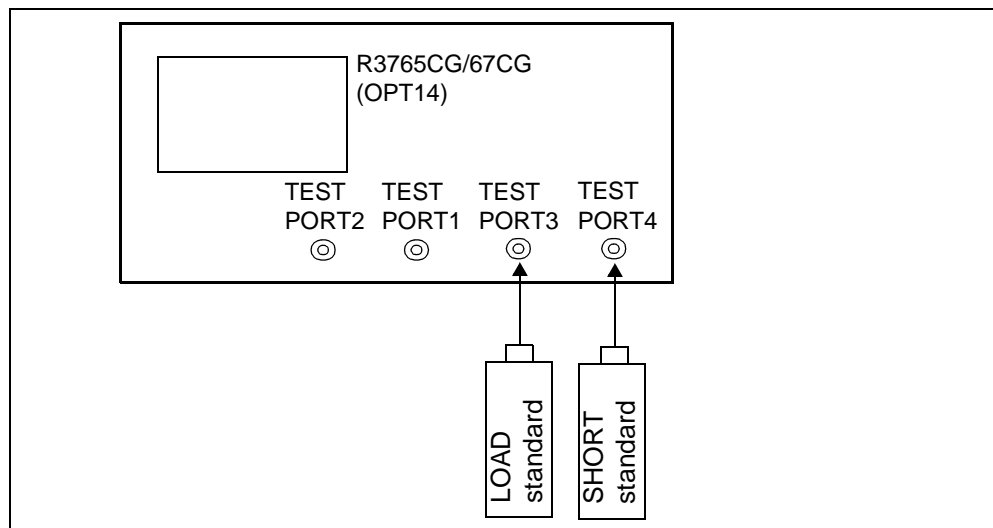 R3765CG/67CG
(OPT14)
TEST
PORT2
TEST
PORT1
TEST
PORT3
TEST
PORT4
LOAD
standard
SHORT
standard